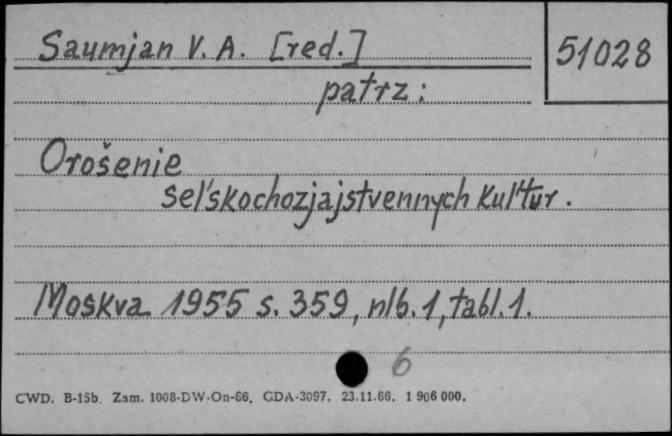 Saumjan V. A. [red.]
51028
patrz:
Orošenie
sel'skochozjajstvennych kul'tur.
Moskva 1955 s. 359, nlb. 1, tabl. 1.
6
CWD. B-15b. Zam. 1008-DW-On-66. GDA-3097. 23.11.66. 1 906 000.